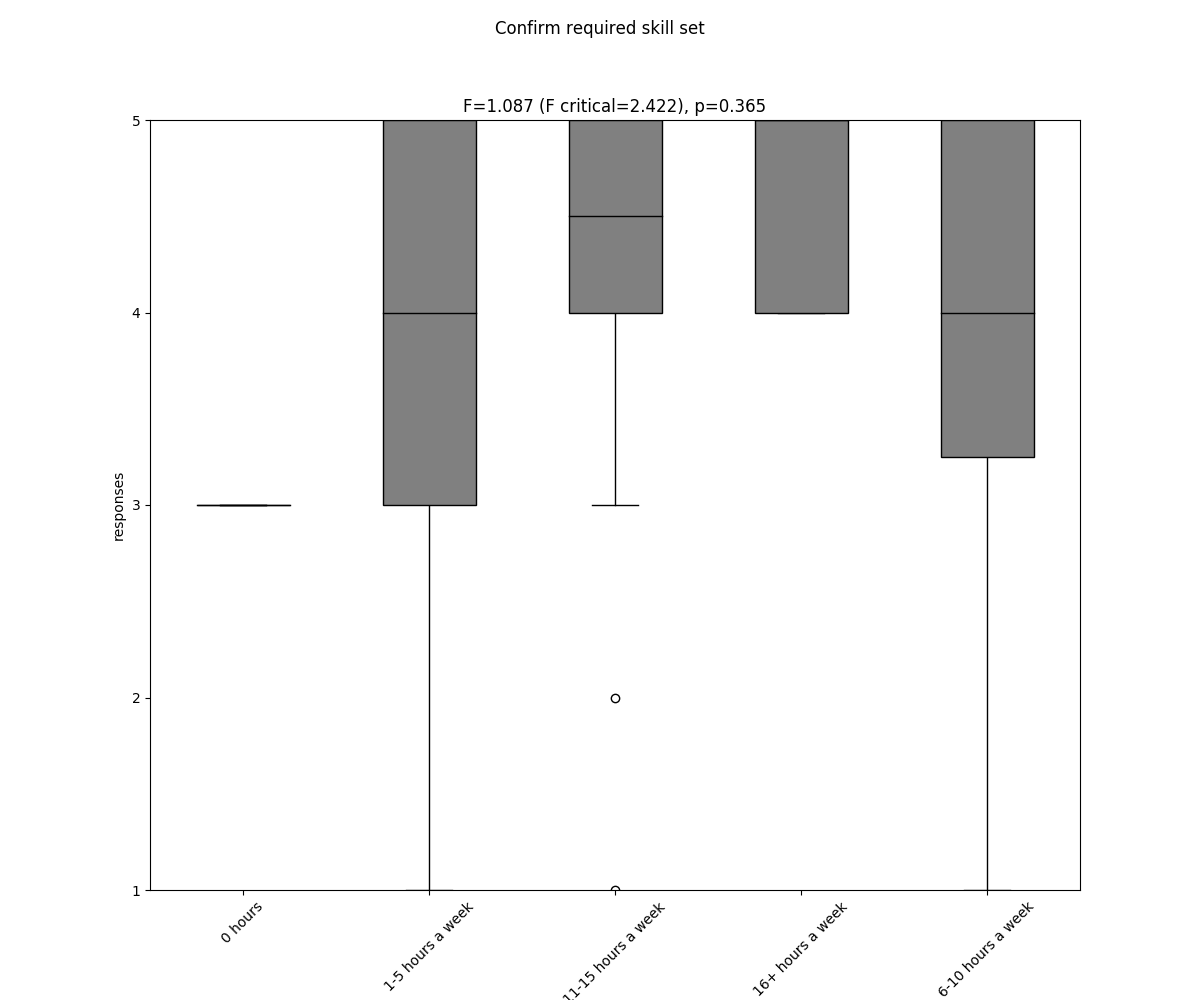 Confirm required skill set
F=1.087 (F critical=2.422), p=0.365
5
4
3
2
1
responses
0 hours
1-5 hours a week
11-15 hours a week
16+ hours a week
6-10 hours a week